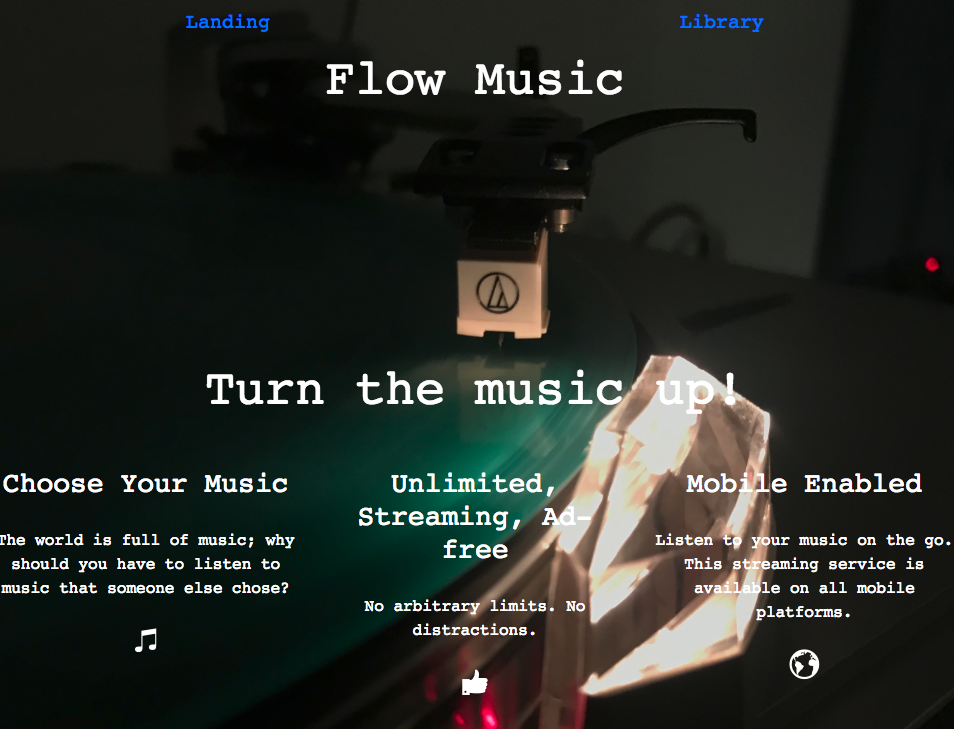 Landing Library
Flow Music
Turn the music up!
Choose Your Music
The world is full of music; why
should you have to listen to
music that someone else chose?
Unlimited,
Streaming, Ad-
free
No arbitrary limits. No
distractions.
Mobile Enabled
Listen to your music on the go.
This streaming service is
available on all mobile
platforms.